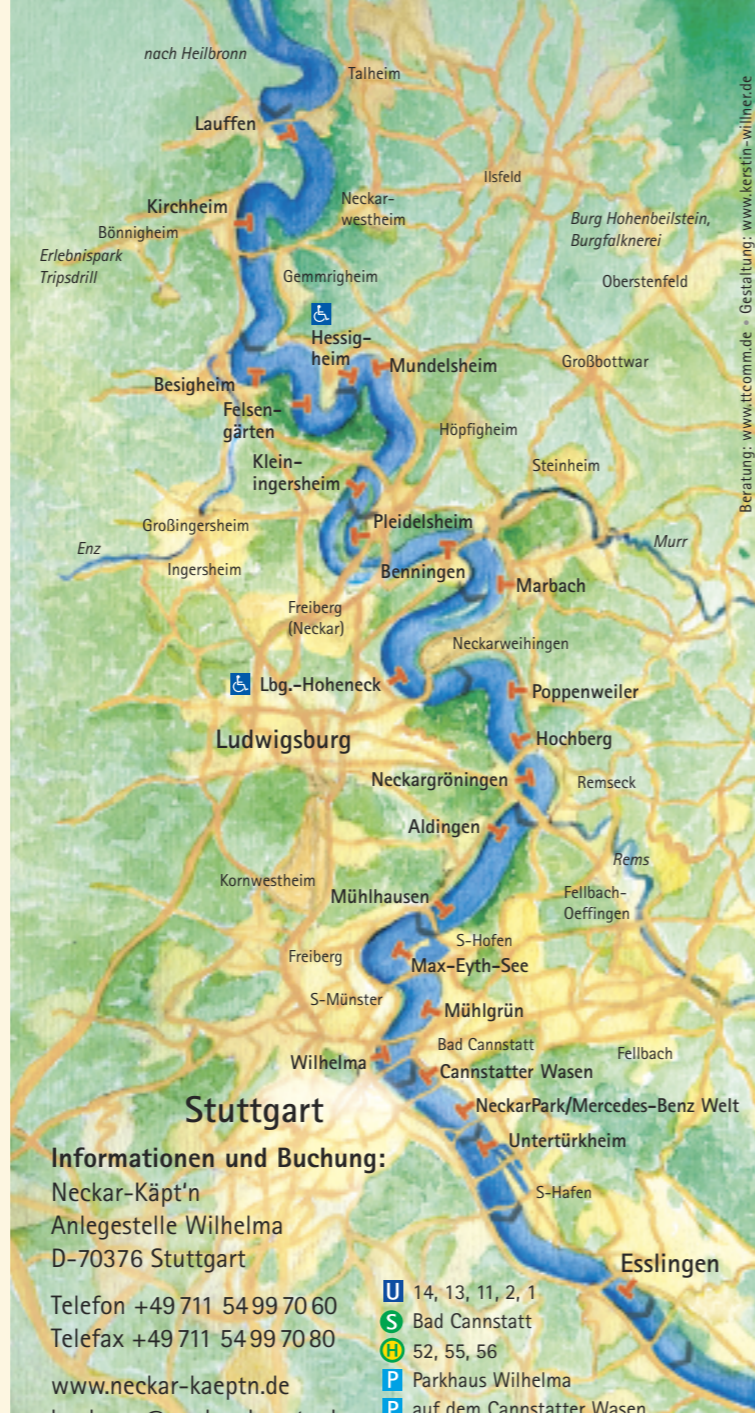 nach Heilbronn
Talheim
Lauffen
Ilsfeld
Kirchheim
Neckar-
westheim
Bönnigheim
Burg Hohenbeilstein,
Burgfalknerei
Erlebnispark
Tripsdrill
Gemmrigheim
Oberstenfeld
Hessig-
heim
Mundelsheim
Großbottwar
Besigheim
Felsen-
gärten
Höpfigheim
Klein-
ingersheim
Steinheim
Großingersheim
Pleidelsheim
Enz
Murr
Ingersheim
Benningen
Marbach
Freiberg
(Neckar)
Neckarweihingen
Lbg.-Hoheneck
Poppenweiler
Ludwigsburg
Hochberg
Neckargröningen
Remseck
Aldingen
Rems
Kornwestheim
Mühlhausen
Fellbach-
Oeffingen
S-Hofen
Freiberg
Max-Eyth-See
S-Münster
Mühlgrün
Bad Cannstatt
Wilhelma
Fellbach
Cannstatter Wasen
Stuttgart
NeckarPark/Mercedes-Benz Welt
Untertürkheim
S-Hafen
Esslingen
Informationen und Buchung:
Neckar-Käpt'n
Anlegestelle Wilhelma
D-70376 Stuttgart
Telefon +49 711 54 99 70 60
Telefax +49 711 54 99 70 80
www.neckar-kaeptn.de
U 14, 13, 11, 2, 1
S Bad Cannstatt
H 52, 55, 56
P Parkhaus Wilhelma
P auf dem Cannstatter Wasen
Beratung: www.ttcomm.de • Gestaltung: www.kerstin-willner.de